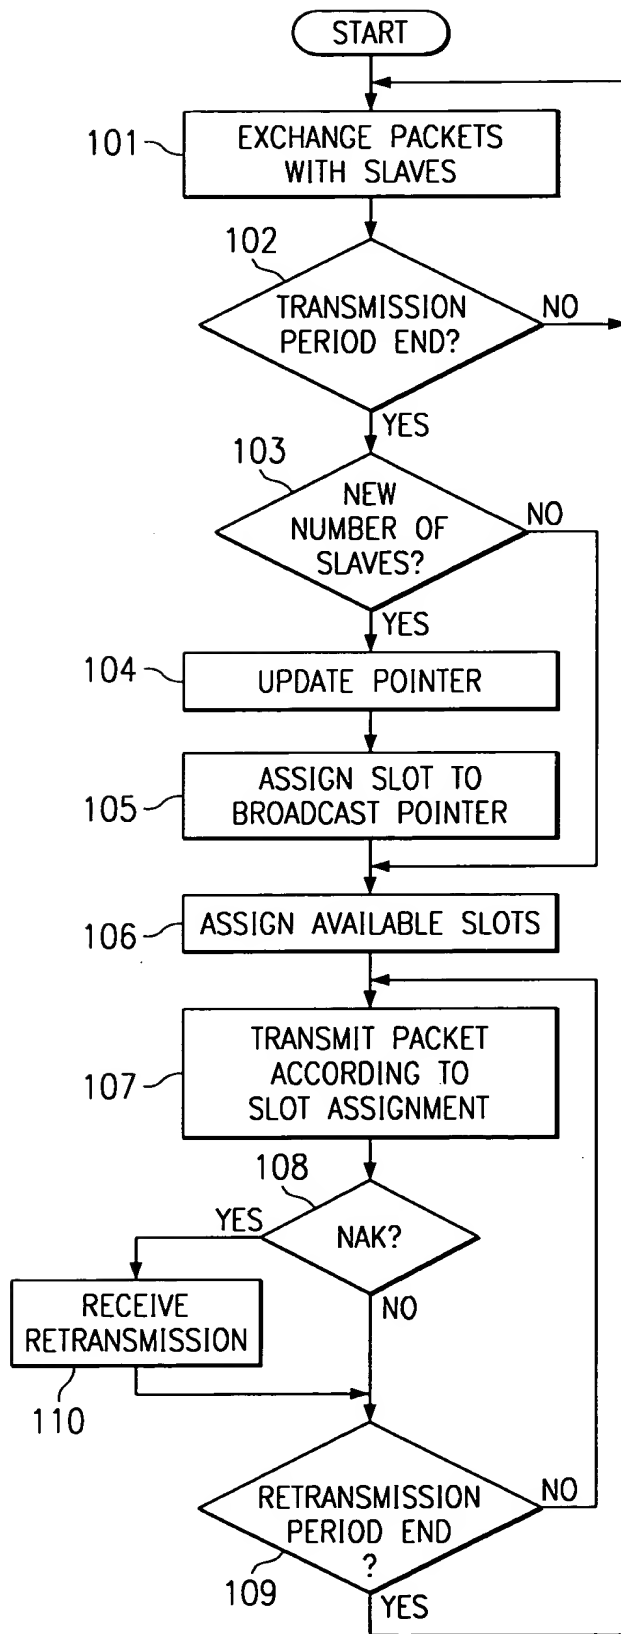 START
101
EXCHANGE PACKETS
WITH SLAVES
102
TRANSMISSION
PERIOD END?
NO
YES
103
NEW
NUMBER OF
SLAVES?
NO
YES
104
UPDATE POINTER
105
ASSIGN SLOT TO
BROADCAST POINTER
106
ASSIGN AVAILABLE SLOTS
107
TRANSMIT PACKET
ACCORDING TO
SLOT ASSIGNMENT
108
YES
NAK?
NO
RECEIVE
RETRANSMISSION
110
RETRANSMISSION
PERIOD END
?
NO
109
YES